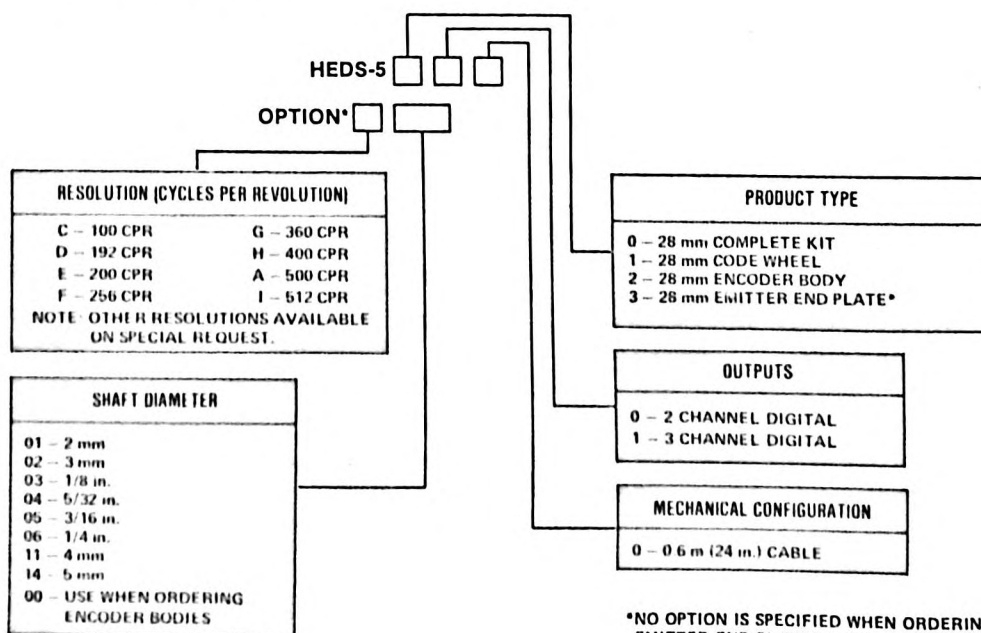 HEDS-5
OPTION*
RESOLUTION (CYCLES PER REVOLUTION)
C – 100 CPR G – 360 CPR
D – 192 CPR H – 400 CPR
E – 200 CPR A – 500 CPR
F – 256 CPR I – 512 CPR
NOTE: OTHER RESOLUTIONS AVAILABLE
ON SPECIAL REQUEST.
SHAFT DIAMETER
01 – 2 mm
02 – 3 mm
03 – 1/8 in.
04 – 5/32 in.
05 – 3/16 in.
06 – 1/4 in.
11 – 4 mm
14 – 5 mm
00 – USE WHEN ORDERING
ENCODER BODIES
PRODUCT TYPE
0 – 28 mm COMPLETE KIT
1 – 28 mm CODE WHEEL
2 – 28 mm ENCODER BODY
3 – 28 mm EMITTER END PLATE*
OUTPUTS
0 – 2 CHANNEL DIGITAL
1 – 3 CHANNEL DIGITAL
MECHANICAL CONFIGURATION
0 – 0.6 m (24 in.) CABLE
*NO OPTION IS SPECIFIED WHEN ORDERIN